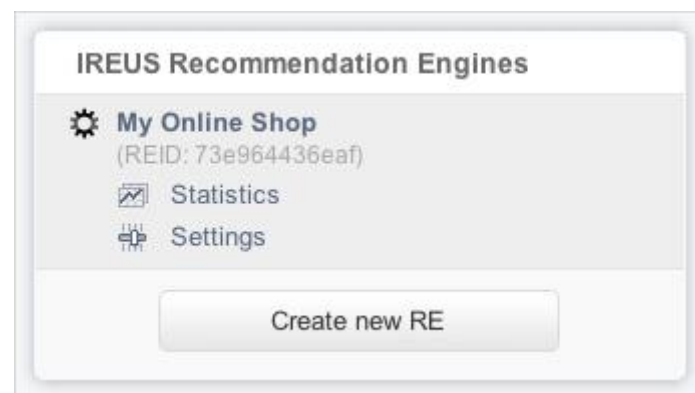 IREUS Recommendation Engines
My Online Shop
(REID: 73e964436eaf)
Statistics
Settings
Create new RE